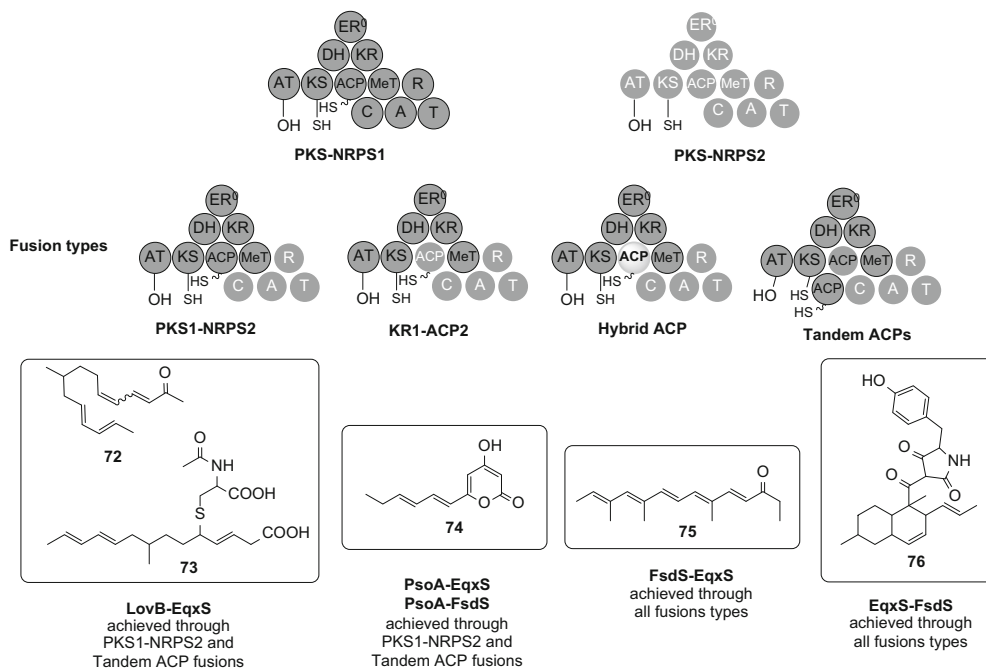 ER⁰
DH KR
AT KS ACP MeT R
HS
C A T
OH
SH
PKS-NRPS1
ER⁰
DH KR
AT KS ACP MeT R
C A T
OH
SH
PKS-NRPS2
Fusion types
ER⁰
DH KR
AT KS ACP MeT R
HS
C A T
OH
SH
PKS1-NRPS2
ER⁰
DH KR
AT KS ACP MeT R
HS
C A T
OH
SH
KR1-ACP2
ER⁰
DH KR
AT KS ACP MeT R
HS
C A T
OH
SH
Hybrid ACP
ER⁰
DH KR
AT KS ACP MeT R
HO
HS
ACP C A T
HS
Tandem ACPs
O
72
O
NH
COOH
S
COOH
73
LovB-EqxS
achieved through
PKS1-NRPS2 and
Tandem ACP fusions
OH
O O
74
PsoA-EqxS
PsoA-FsdS
achieved through
PKS1-NRPS2 and
Tandem ACP fusions
O
75
FsdS-EqxS
achieved through
all fusions types
HO
O
NH
O
O
76
EqxS-FsdS
achieved through
all fusions types